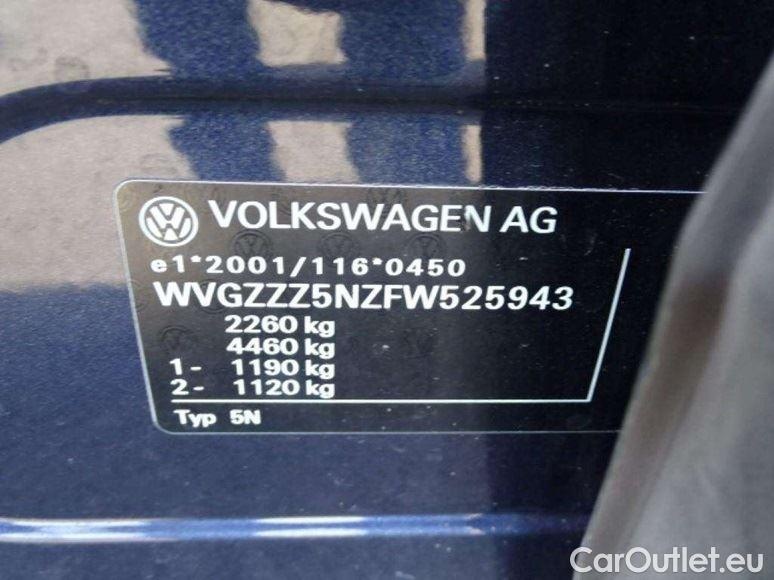 VOLKSWAGEN AG
e1*2001/116*0450
WVGZZZ5NZFW525943
2260 kg
4460 kg
1- 1190 kg
2- 1120 kg
Typ 5N
CarOutlet.eu